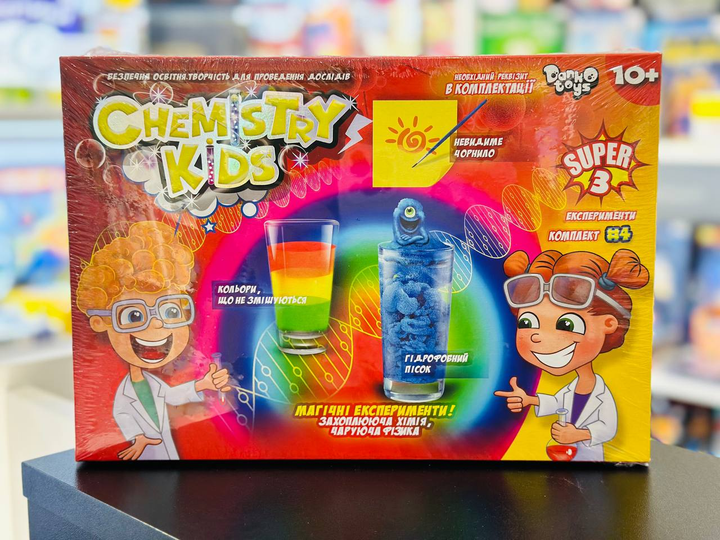 БЕЗПЕЧНА ОСВІТНЯ ТВОРЧІСТЬ ДЛЯ ПРОВЕДЕННЯ ДОСЛІДІВ
НЕОБХІДНИЙ РЕКВІЗИТ
В КОМПЛЕКТАЦІЇ
Danko
toys
10+
CHEMISTRY
KIDS
НЕВИДИМЕ
ЧОРНИЛО
SUPER
3
ЕКСПЕРИМЕНТИ
КОМПЛЕКТ #4
КОЛЬОРИ,
ЩО НЕ ЗМІШУЮТЬСЯ
ГІДРОФОБНИЙ
ПІСОК
МАГІЧНІ ЕКСПЕРИМЕНТИ!
ЗАХОПЛЮЮЧА ХІМІЯ,
ЧАРУЮЧА ФІЗИКА